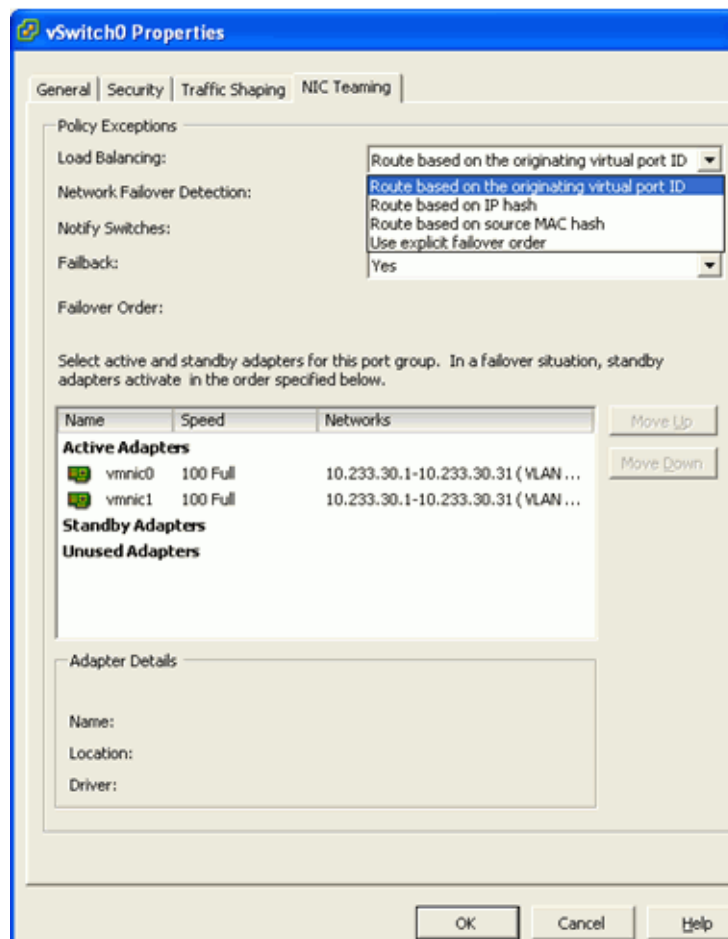 vSwitch0 Properties
General Security Traffic Shaping NIC Teaming
Policy Exceptions
Load Balancing: Route based on the originating virtual port ID
Network Failover Detection: Route based on the originating virtual port ID
Route based on IP hash
Notify Switches: Route based on source MAC hash
Use explicit failover order
Failback: Yes
Failover Order:
Select active and standby adapters for this port group. In a failover situation, standby
adapters activate in the order specified below.
Name Speed Networks
Move Up
Active Adapters
vmnic0 100 Full 10.233.30.1-10.233.30.31 ( VLAN ...
Move Down
vmnic1 100 Full 10.233.30.1-10.233.30.31 ( VLAN ...
Standby Adapters
Unused Adapters
Adapter Details
Name:
Location:
Driver:
OK Cancel Help